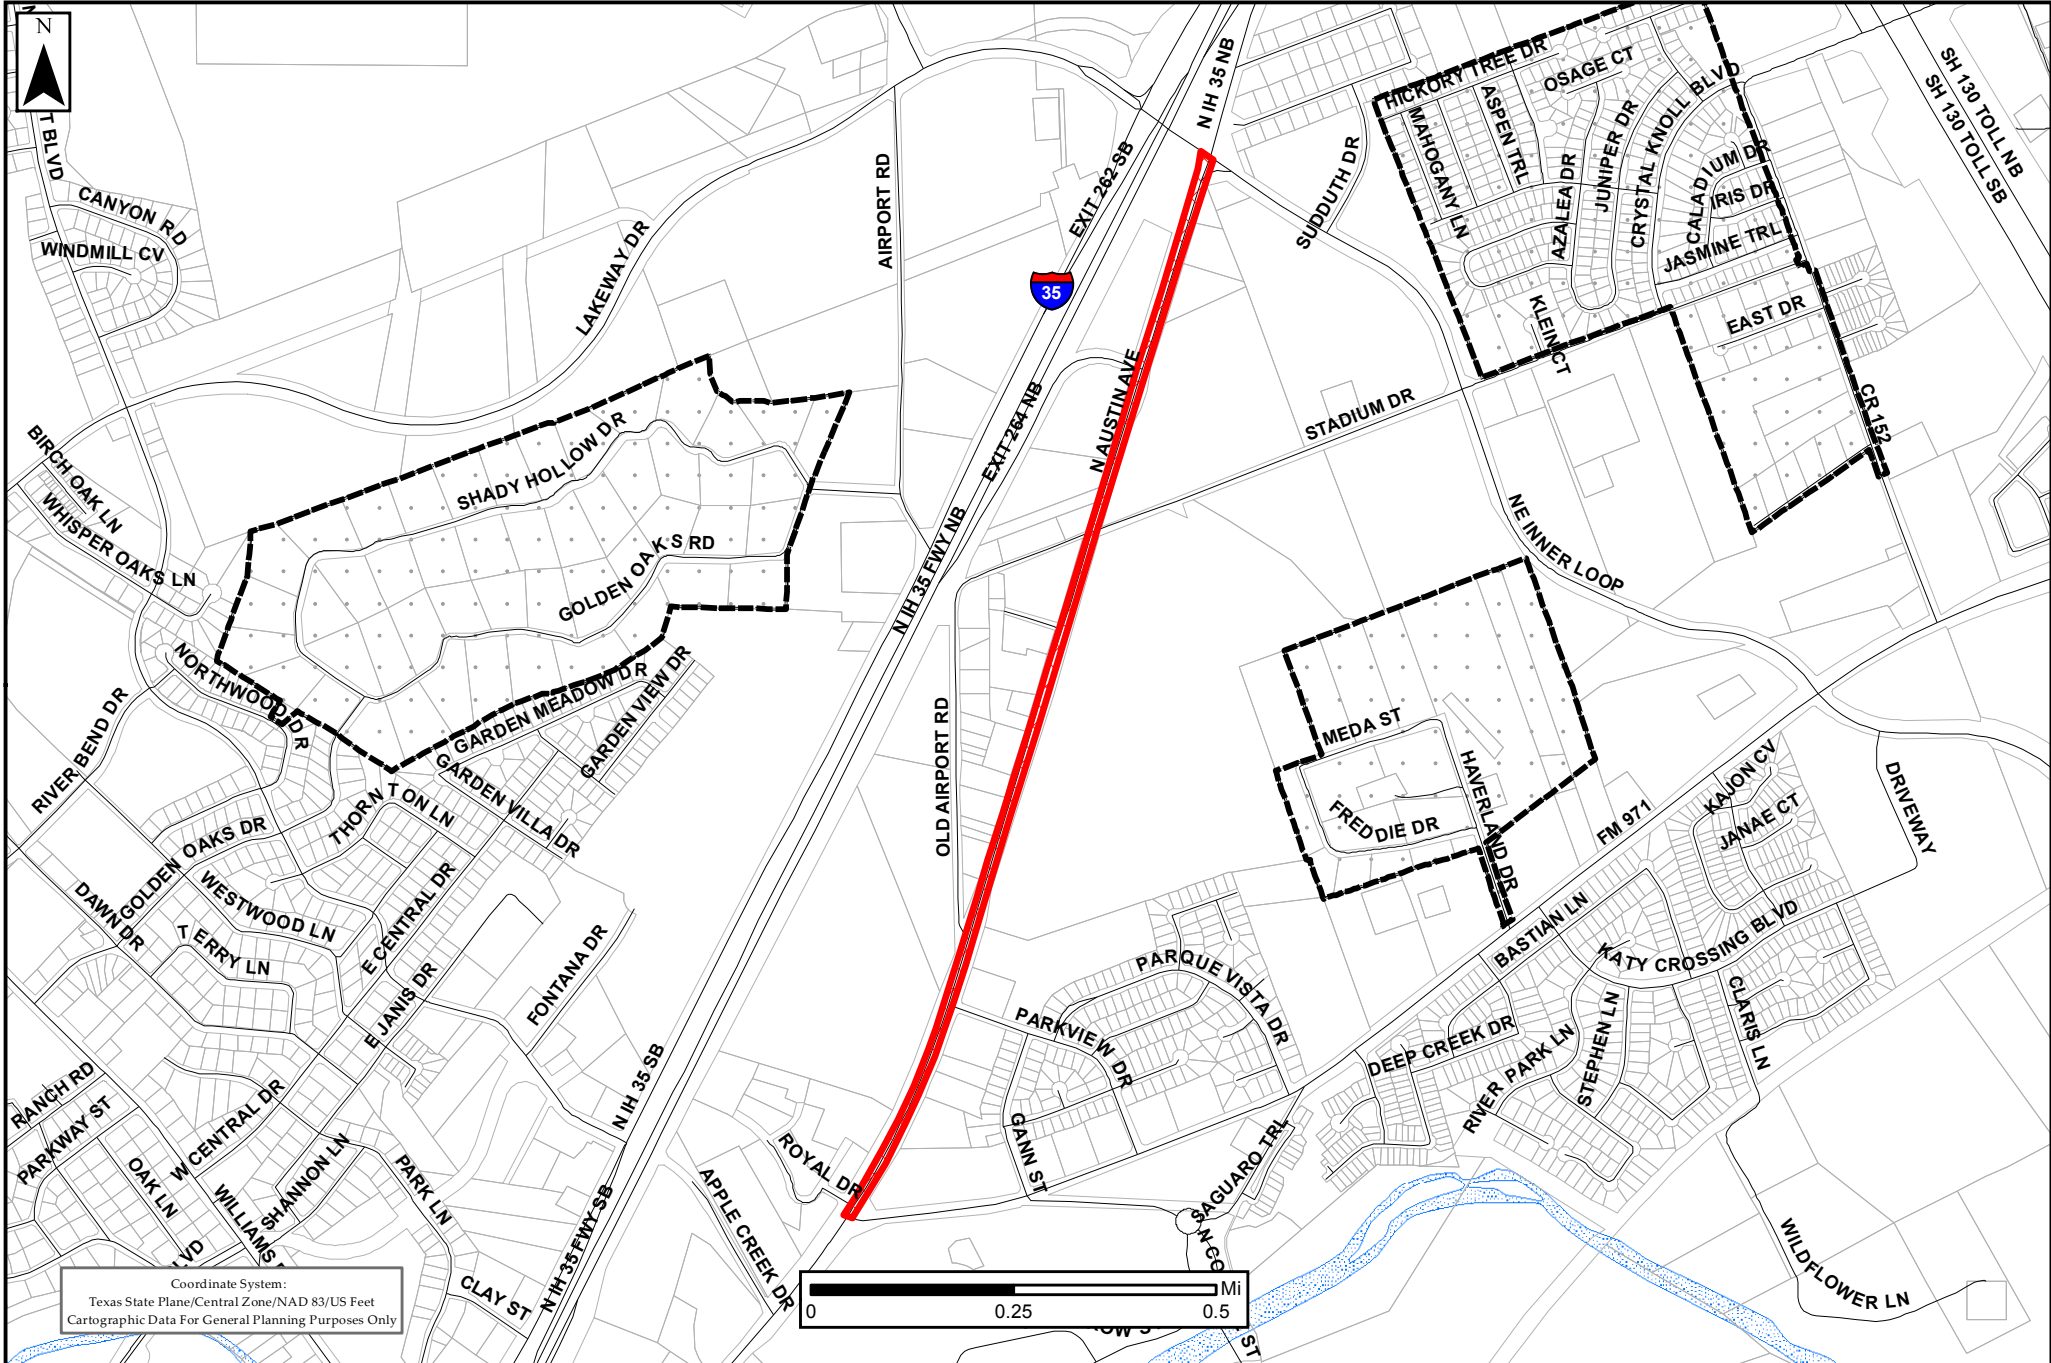 N
T BLVD
CANYON RD
WINDMILL CV
LAKEWAY DR
AIRPORT RD
EXIT 262 SB
N IH 35 NB
35
SUDDUTH DR
HICKORY TREE DR
OSAGE CT
MAHOGANY LN
ASPEN TRL
AZALEA DR
JUNIPER DR
CRYSTAL KNOLL BLVD
CALADIUM DR
IRIS DR
JASMINE TRL
KLEIN CT
EAST DR
CR 152
SH 130 TOLL NB
SH 130 TOLL SB
N AUSTIN AVE
EXIT 264 NB
STADIUM DR
NE INNER LOOP
BIRCH OAK LN
WHISPER OAKS LN
SHADY HOLLOW DR
GOLDEN OAKS RD
N IH 35 FWY NB
NORTHWOOD DR
RIVER BEND DR
GARDEN MEADOW DR
GARDEN VIEW DR
GARDEN VILLA DR
THORNTON LN
GOLDEN OAKS DR
DAWN DR
WESTWOOD LN
TERRY LN
E CENTRAL DR
E JANIS DR
FONTANA DR
OLD AIRPORT RD
MEDA ST
FREDDIE DR
HAVERLAND DR
FM 971
KAJON CV
JANAE CT
DRIVEWAY
BASTIAN LN
KATY CROSSING BLVD
CLARIS LN
PARQUE VISTA DR
PARKVIEW DR
GANN ST
DEEP CREEK DR
RIVER PARK LN
STEPHEN LN
SAGUARO TRL
N CO
ST
WILDFLOWER LN
N IH 35 SB
N IH 35 FWY SB
ROYAL DR
APPLE CREEK DR
RANCH RD
PARKWAY ST
OAK LN
W CENTRAL DR
SHANNON LN
WILLIAMS
LVD
PARK LN
CLAY ST
Coordinate System:
Texas State Plane/Central Zone/NAD 83/US Feet
Cartographic Data For General Planning Purposes Only
Mi
0 0.25 0.5